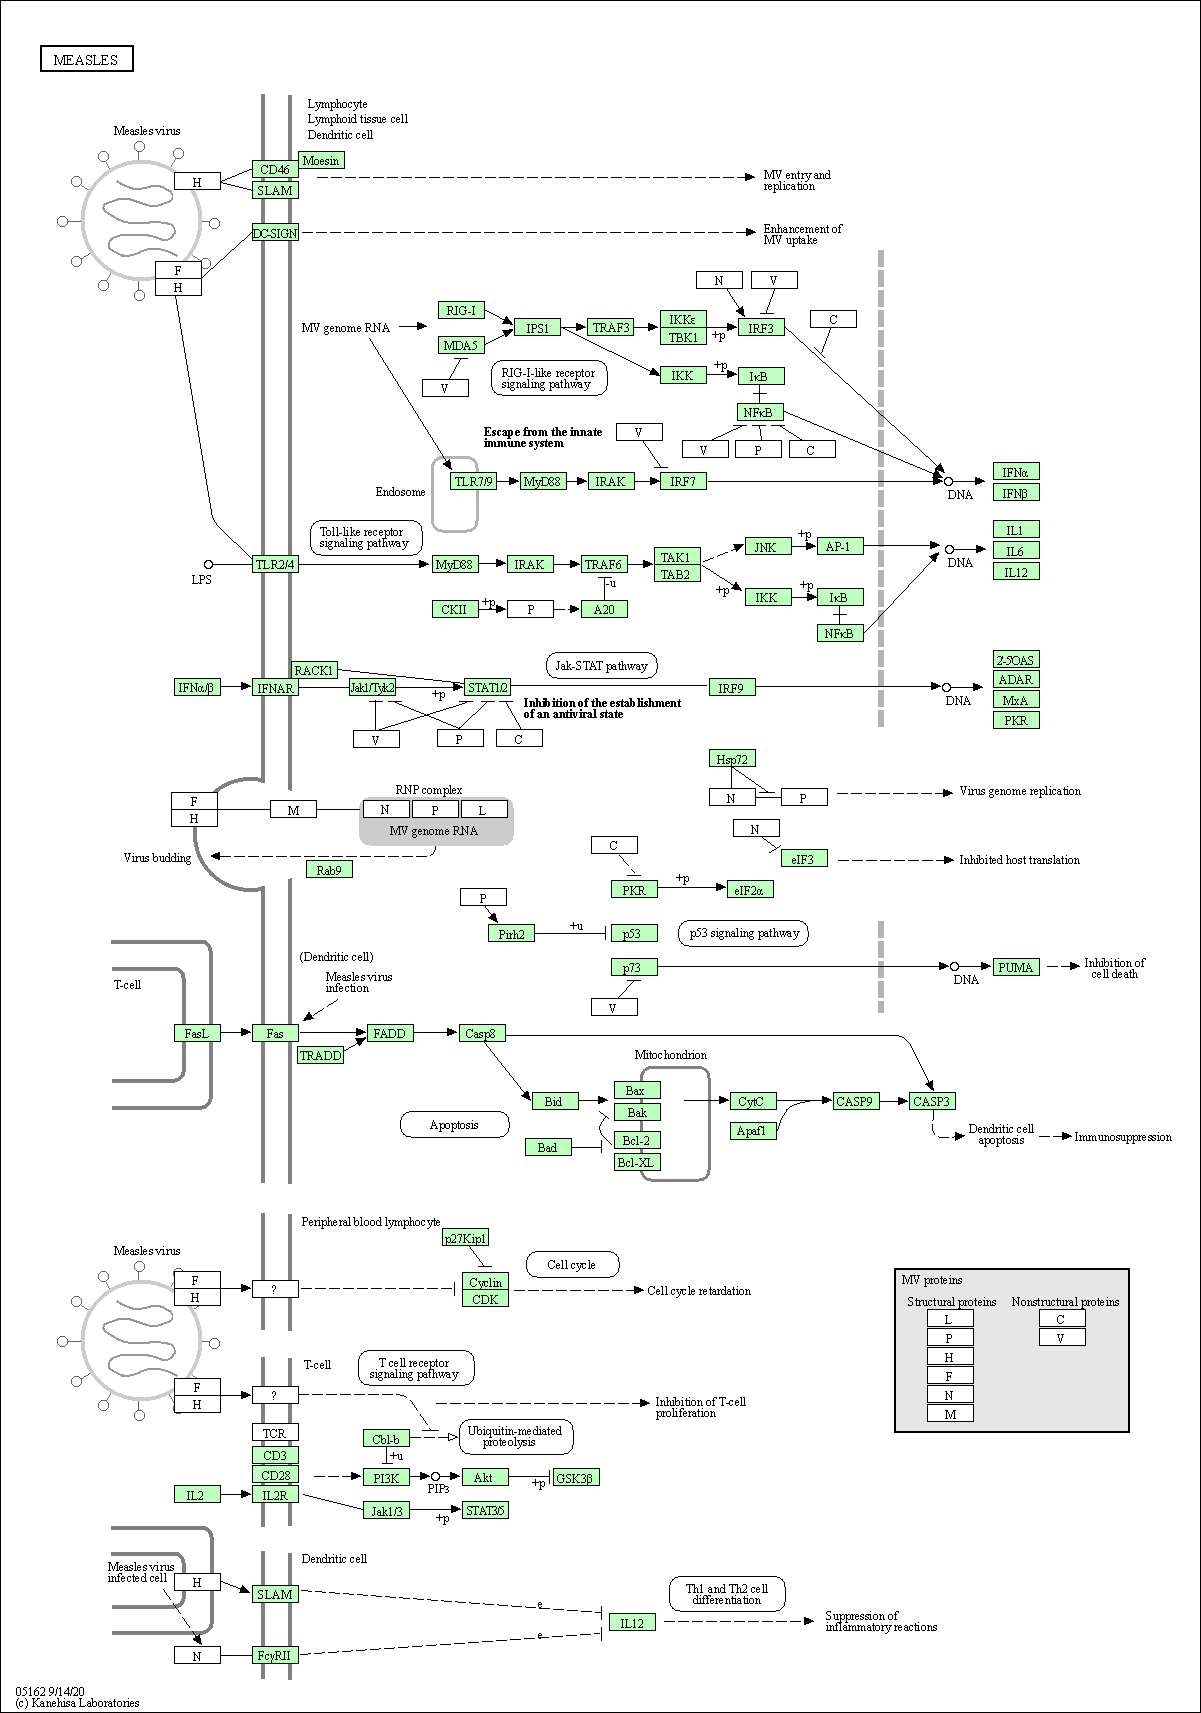 MEASLES
Lymphocyte
Lymphoid tissue cell
Dendritic cell
Measles virus
Moesin
CD46
H
SLAM
MV entry and
replication
DC-SIGN
Enhancement of
MV uptake
F
H
N
V
RIG-I
IKKε
C
MV genome RNA
IPS1
TRAF3
IRF3
TBK1
+p
MDA5
V
RIG-I-like receptor
signaling pathway
IKK
+p
IκB
NFκB
Escape from the innate
immune system
V
V
P
C
Endosome
TLR7/9
MyD88
IRAK
IRF7
DNA
IFNα
IFNβ
Toll-like receptor
signaling pathway
LPS
TLR2/4
MyD88
IRAK
TRAF6
TAK1
TAB2
JNK
+p
AP-1
DNA
IL1
IL6
IL12
-u
CKII
+p
P
A20
+p
IKK
+p
IκB
NFκB
Jak-STAT pathway
RACK1
IFNα/β
IFNAR
Jak1/Tyk2
+p
STAT1/2
IRF9
DNA
2-5OAS
ADAR
MxA
PKR
Inhibition of the establishment
of an antiviral state
V
P
C
Hsp72
N
P
Virus genome replication
RNP complex
F
H
M
N
P
L
MV genome RNA
N
eIF3
Inhibited host translation
Virus budding
Rab9
C
PKR
+p
eIF2α
P
Pirh2
+u
p53
p53 signaling pathway
p73
DNA
PUMA
Inhibition of
cell death
V
T-cell
(Dendritic cell)
Measles virus
infection
FasL
Fas
FADD
Casp8
TRADD
Mitochondrion
Bid
Bax
Bak
CytC
CASP9
CASP3
Apoptosis
Bad
Bcl-2
Bcl-XL
Apaf1
Dendritic cell
apoptosis
Immunosuppression
Peripheral blood lymphocyte
p27Kip1
Measles virus
F
H
?
Cyclin
CDK
Cell cycle
Cell cycle retardation
MV proteins
Structural proteins
Nonstructural proteins
L
C
P
V
H
F
N
M
T-cell
T cell receptor
signaling pathway
F
H
?
Inhibition of T-cell
proliferation
TCR
Cbl-b
Ubiquitin-mediated
proteolysis
CD3
+u
CD28
PI3K
PIP3
Akt
+p
GSK3β
IL2
IL2R
Jak1/3
+p
STAT3/5
Dendritic cell
Measles virus
infected cell
H
SLAM
e
Th1 and Th2 cell
differentiation
IL12
Suppression of
inflammatory reactions
N
FcγRII
e
05162 9/14/20
(c) Kanehisa Laboratories